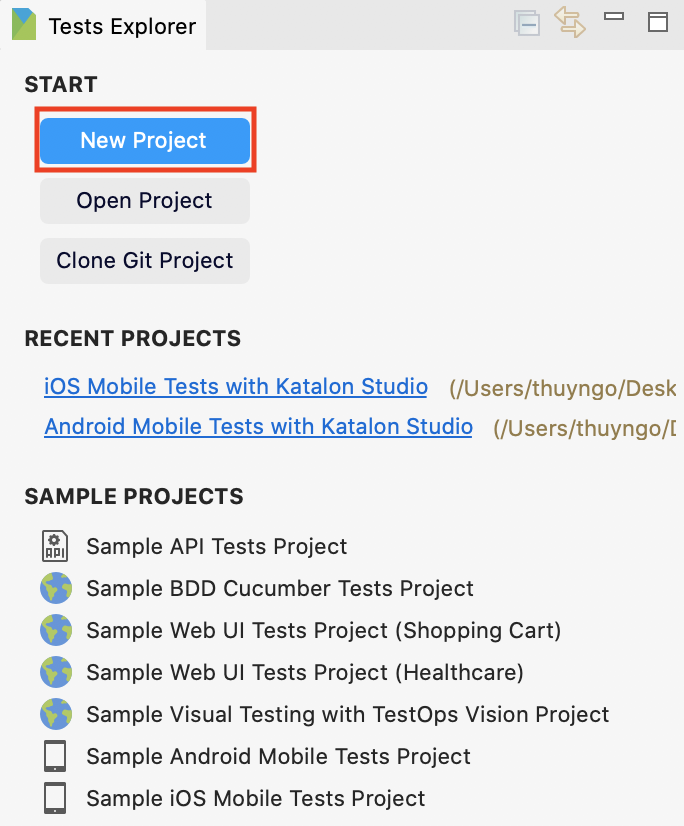 Tests Explorer
START
New Project
Open Project
Clone Git Project
RECENT PROJECTS
iOS Mobile Tests with Katalon Studio (/Users/thuyngo/Desk
Android Mobile Tests with Katalon Studio (/Users/thuyngo/D
SAMPLE PROJECTS
API Sample API Tests Project
Sample BDD Cucumber Tests Project
Sample Web UI Tests Project (Shopping Cart)
Sample Web UI Tests Project (Healthcare)
Sample Visual Testing with TestOps Vision Project
Sample Android Mobile Tests Project
Sample iOS Mobile Tests Project